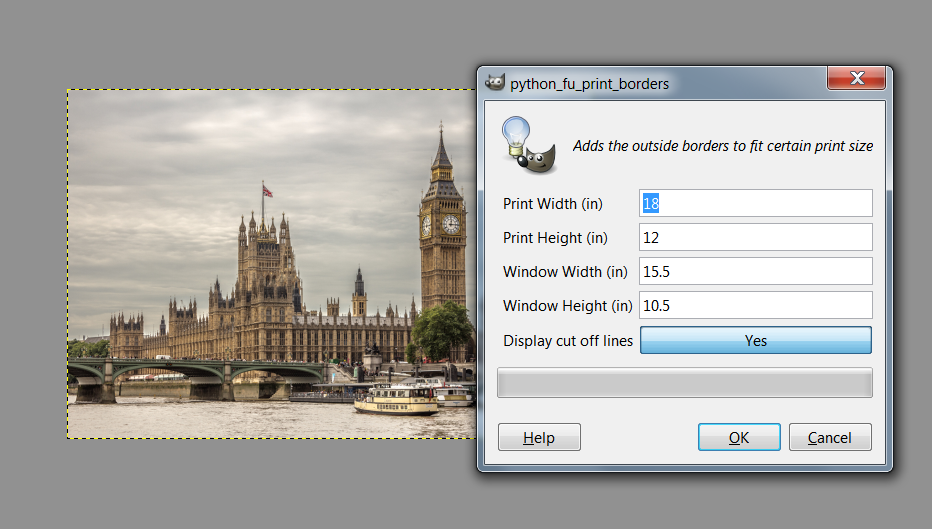 python_fu_print_borders
Adds the outside borders to fit certain print size
Print Width (in) 18
Print Height (in) 12
Window Width (in) 15.5
Window Height (in) 10.5
Display cut off lines Yes
Help OK Cancel